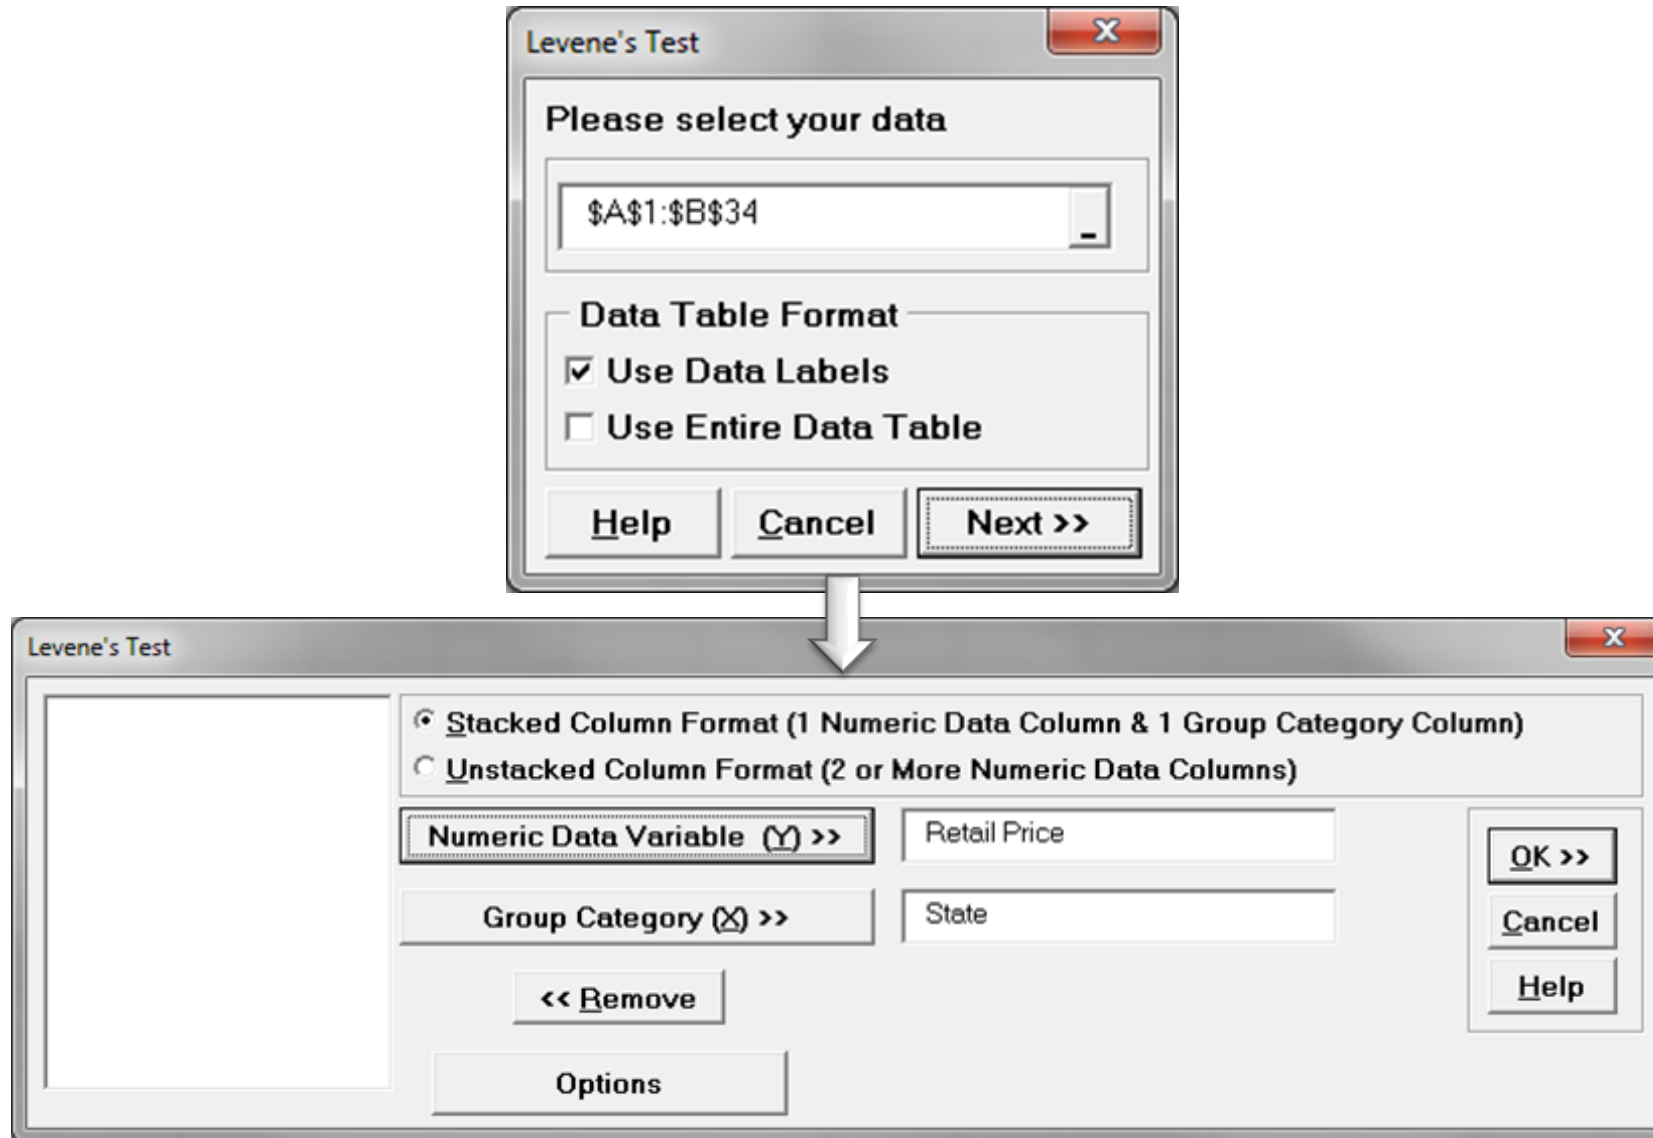 Levene's Test
X
Please select your data
$A$1:$B$34
Data Table Format
Use Data Labels
Use Entire Data Table
Help Cancel Next >>
Levene's Test
X
Stacked Column Format (1 Numeric Data Column & 1 Group Category Column)
Unstacked Column Format (2 or More Numeric Data Columns)
Numeric Data Variable (Y) >> Retail Price
OK >>
Group Category (X) >> State
Cancel
<< Remove
Help
Options